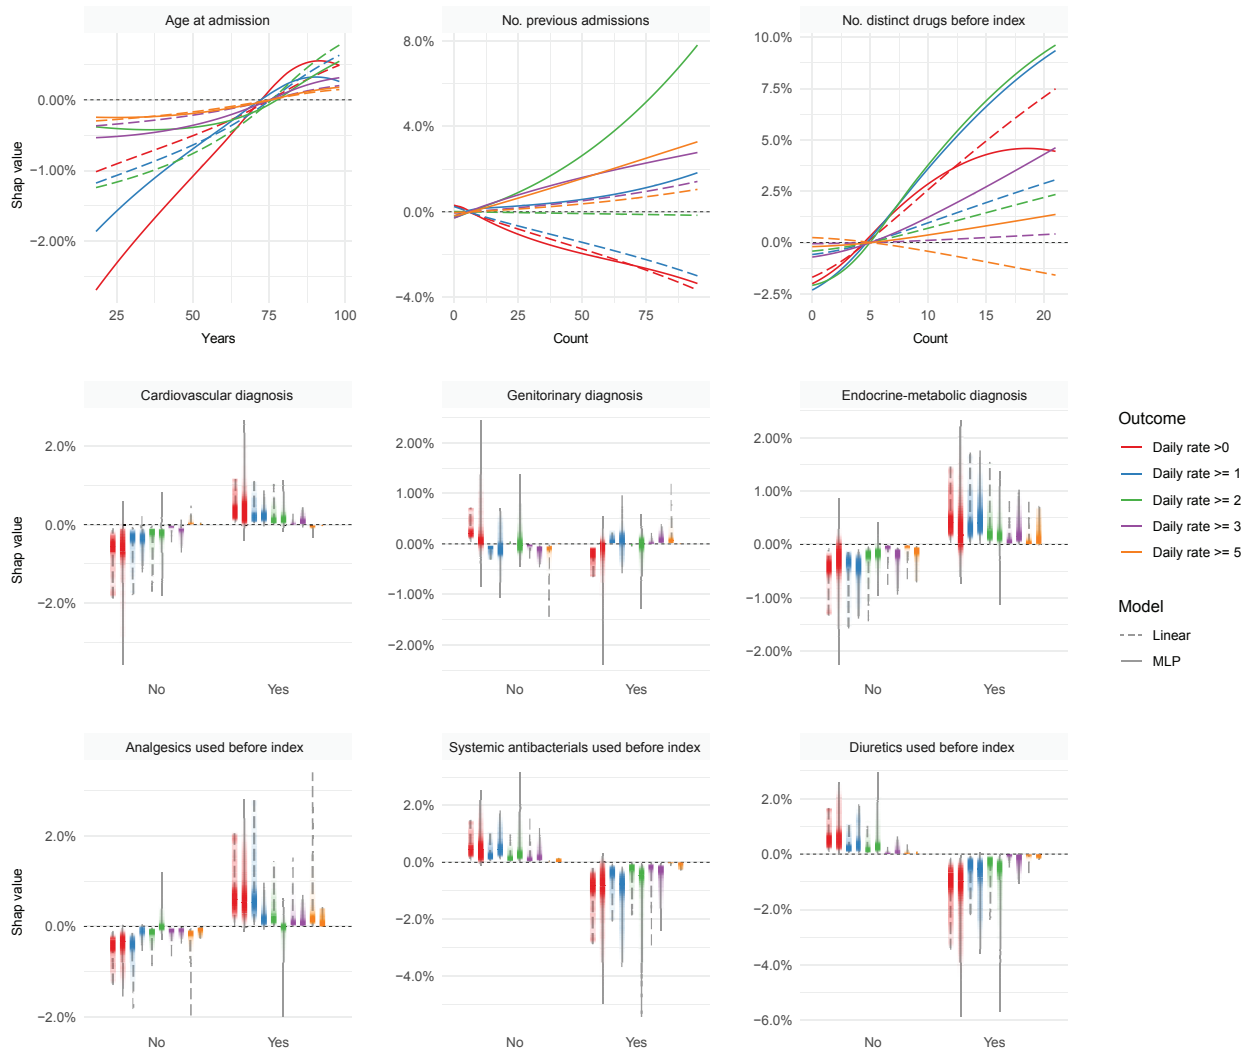 Age at admission
No. previous admissions
No. distinct drugs before index
Shap value
0.00%
−1.00%
−2.00%
25
50
75
100
Years
8.0%
4.0%
0.0%
−4.0%
0
25
50
75
Count
10.0%
7.5%
5.0%
2.5%
0.0%
−2.5%
0
5
10
15
20
Count
Cardiovascular diagnosis
Genitorinary diagnosis
Endocrine-metabolic diagnosis
Shap value
2.0%
0.0%
−2.0%
No
Yes
2.00%
1.00%
0.00%
−1.00%
−2.00%
No
Yes
2.00%
1.00%
0.00%
−1.00%
−2.00%
No
Yes
Outcome
Daily rate >0
Daily rate >= 1
Daily rate >= 2
Daily rate >= 3
Daily rate >= 5
Model
Linear
MLP
Analgesics used before index
Systemic antibacterials used before index
Diuretics used before index
Shap value
2.0%
0.0%
−2.0%
No
Yes
2.0%
0.0%
−2.0%
−4.0%
No
Yes
2.0%
0.0%
−2.0%
−4.0%
−6.0%
No
Yes